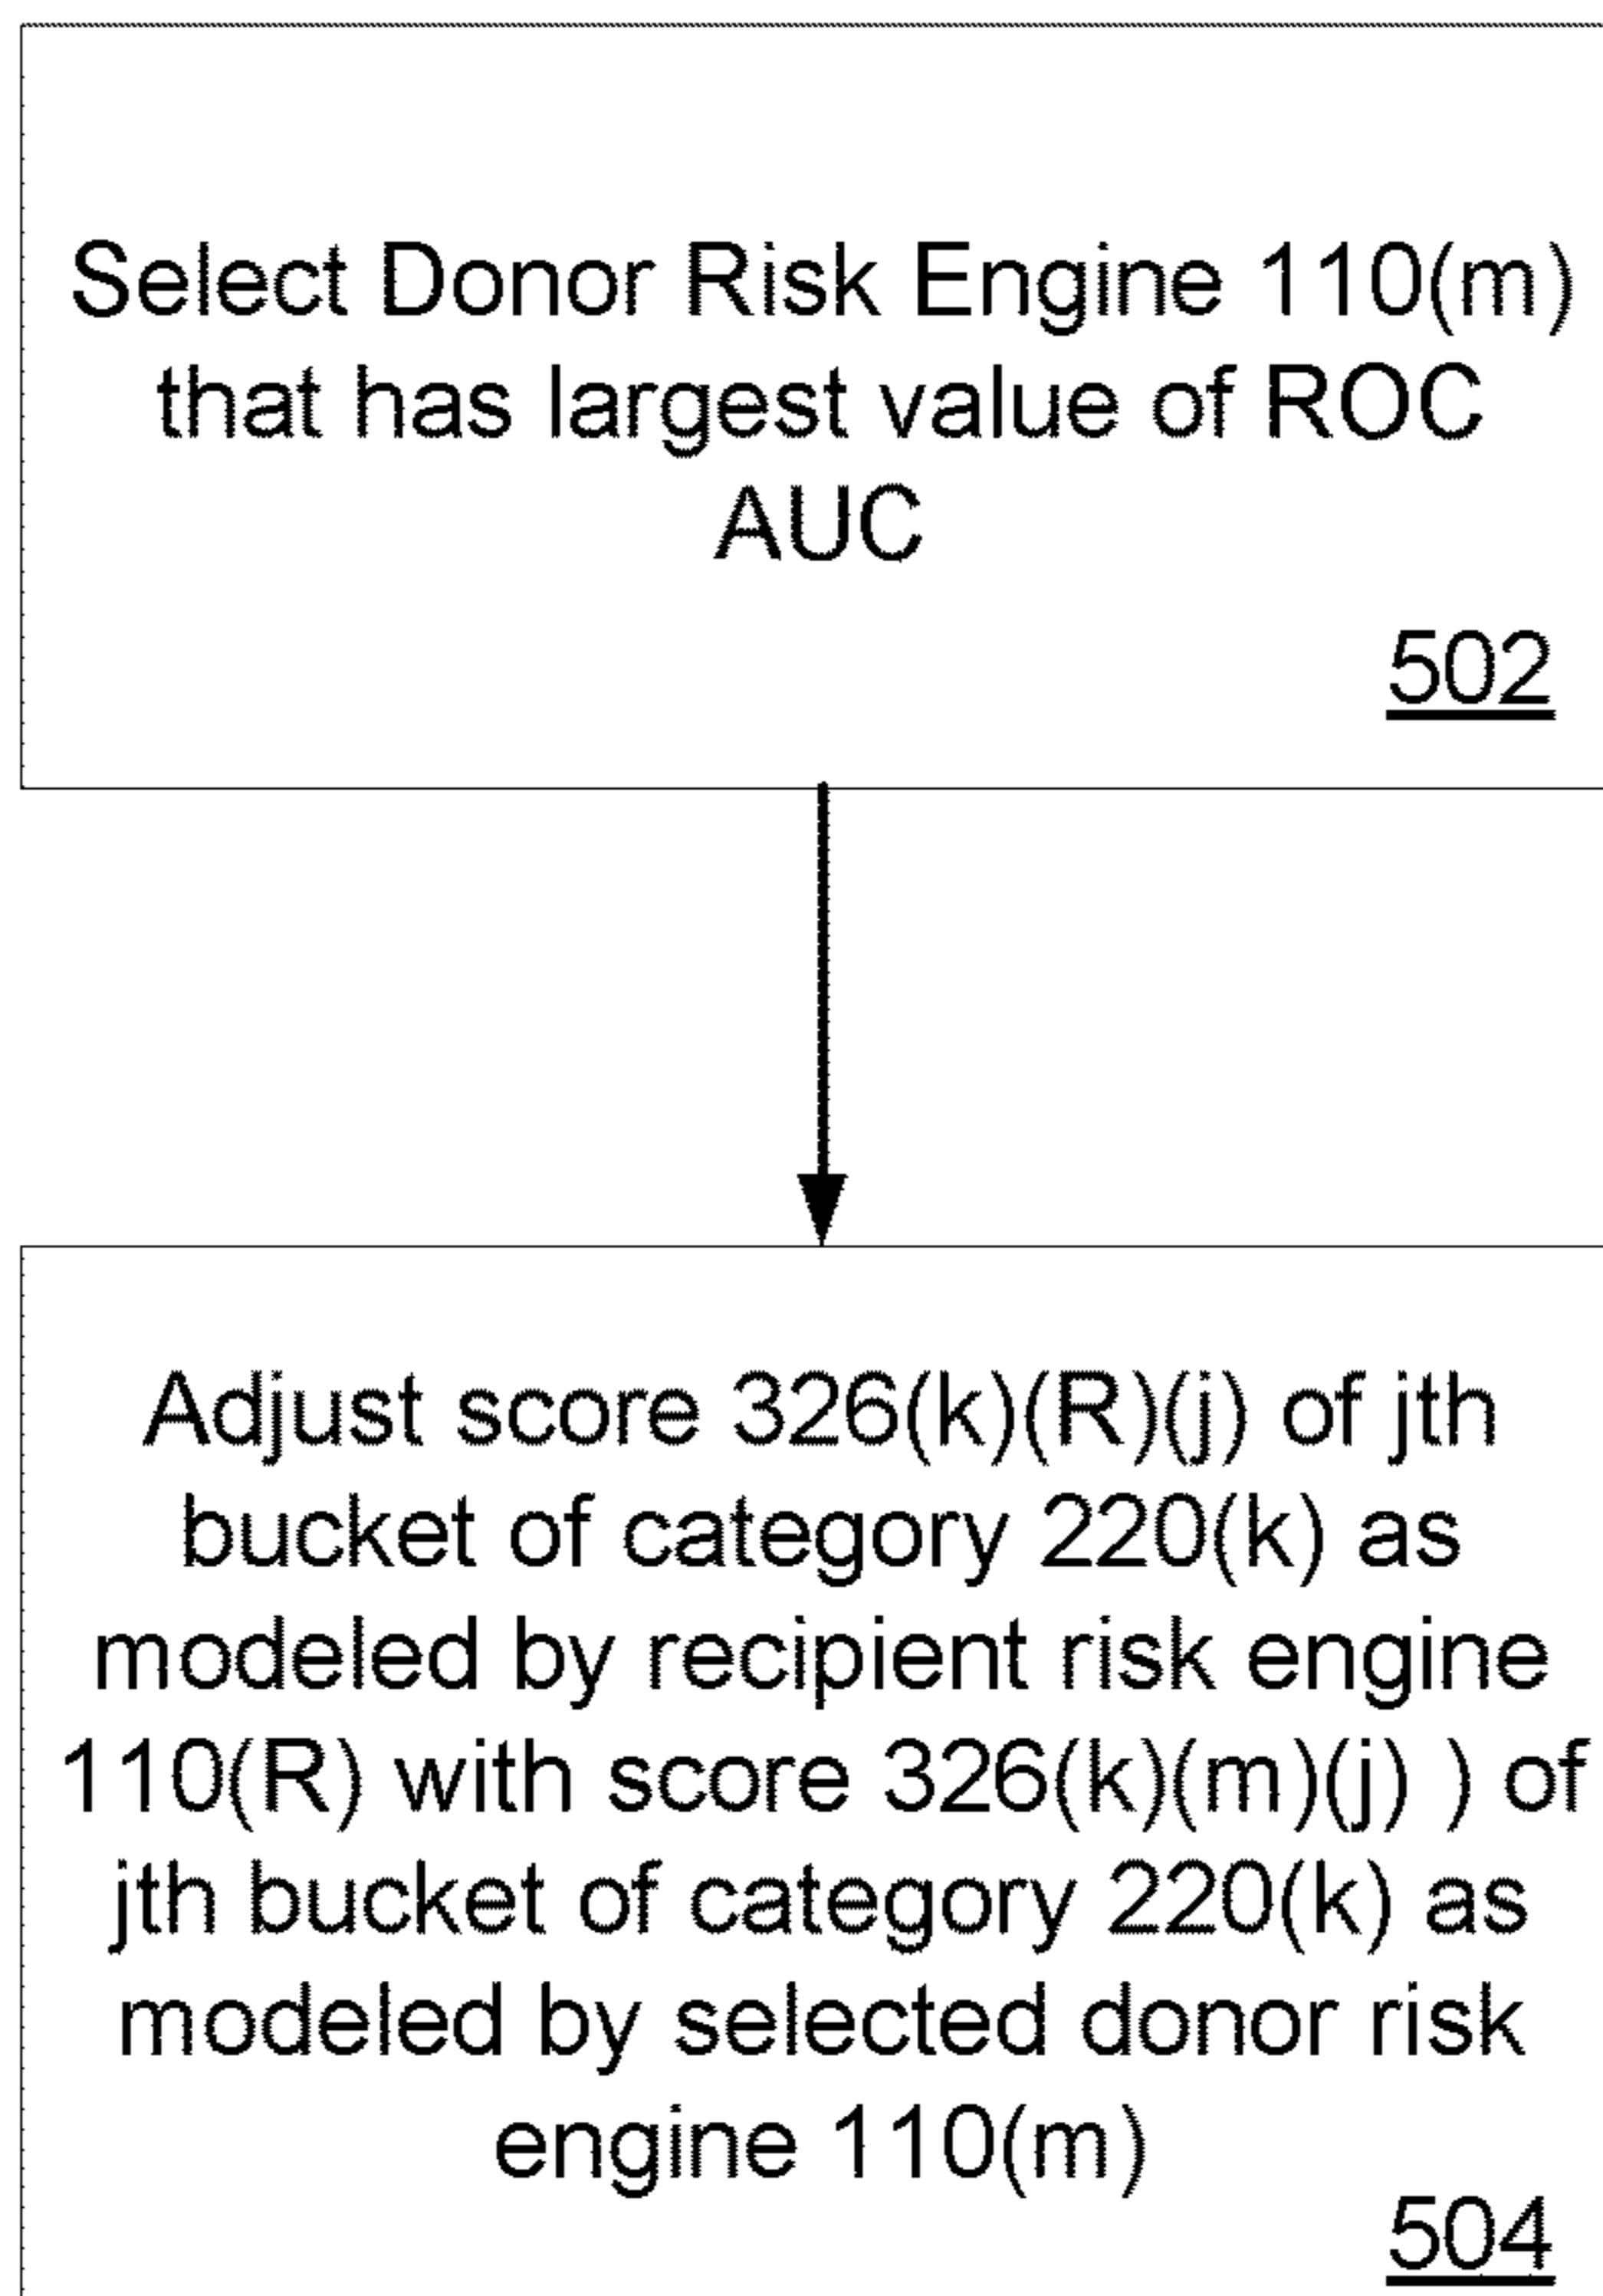 Select Donor Risk Engine 110(m)
that has largest value of ROC
AUC
502
Adjust score 326(k)(R)(j) of jth
bucket of category 220(k) as
modeled by recipient risk engine
110(R) with score 326(k)(m)(j) ) of
jth bucket of category 220(k) as
modeled by selected donor risk
engine 110(m)
504